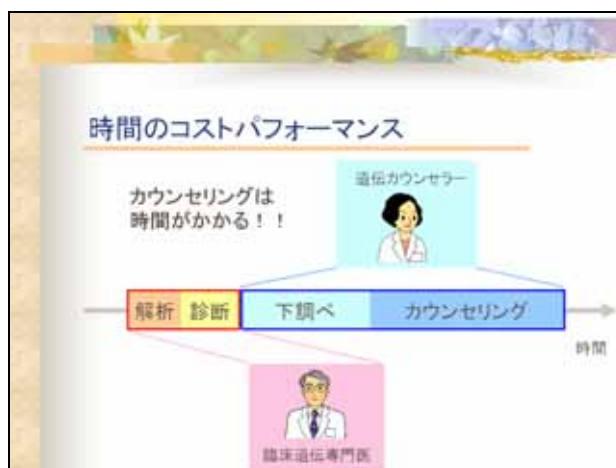 時間のコストパフォーマンス
遺伝カウンセラー
カウンセリングは
時間がかかる！！
解析 診断 下調べ カウンセリング
時間
臨床遺伝専門医